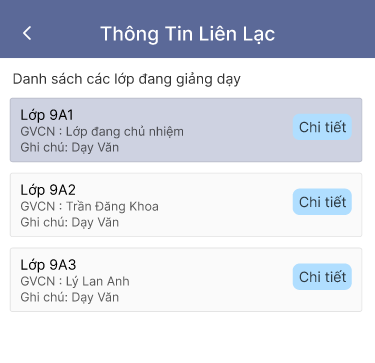 Thông Tin Liên Lạc
Danh sách các lớp đang giảng dạy
Lớp 9A1
GVCN : Lớp đang chủ nhiệm
Ghi chú: Dạy Văn
Chi tiết
Lớp 9A2
GVCN : Trần Đăng Khoa
Ghi chú: Dạy Văn
Chi tiết
Lớp 9A3
GVCN : Lý Lan Anh
Ghi chú: Dạy Văn
Chi tiết